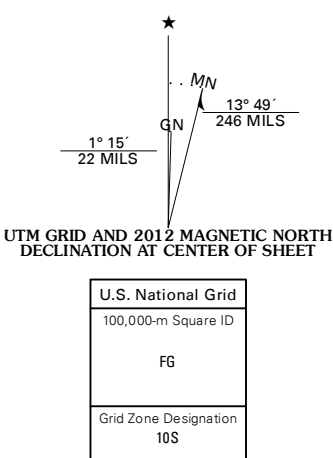 ★
MN
13° 49´
246 MILS
GN
1° 15´
22 MILS
UTM GRID AND 2012 MAGNETIC NORTH
DECLINATION AT CENTER OF SHEET
U.S. National Grid
100,000-m Square ID
FG
Grid Zone Designation
10S